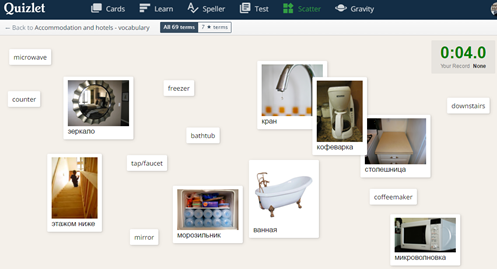 Quizlet
Cards
Learn
Speller
Test
Scatter
Gravity
← Back to Accommodation and hotels - vocabulary
All 69 terms
7 ★ terms
0:04.0
Your Record: None
microwave
freezer
counter
зеркало
кран
кофеварка
downstairs
bathtub
столешница
tap/faucet
этажом ниже
mirror
морозильник
ванная
coffeemaker
микроволновка